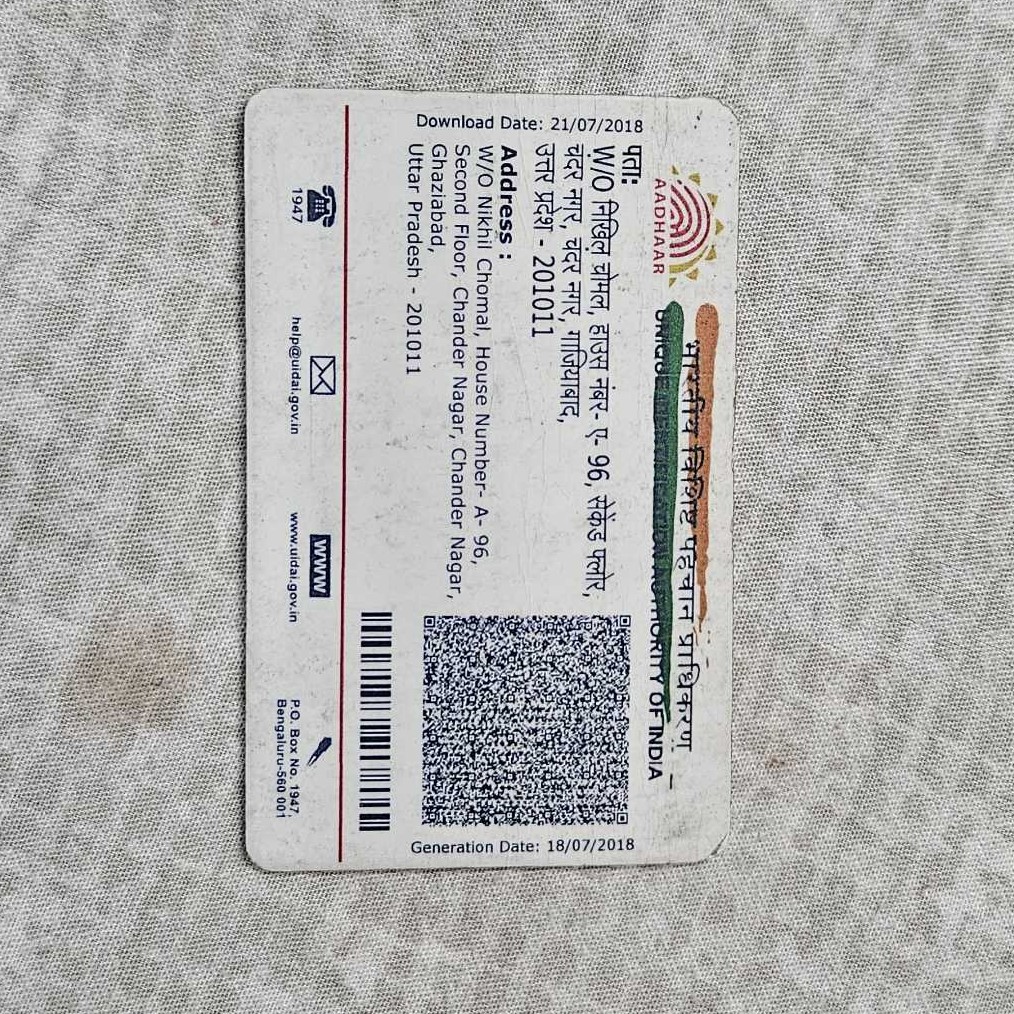 भारतीय विशिष्ट पहचान प्राधिकरण
UNIQUE IDENTIFICATION AUTHORITY OF INDIA
AADHAAR
Download Date: 21/07/2018
पता:
W/O निखिल चोमल, हाउस नंबर- ए- 96, सेकेंड फ्लोर,
चंदर नगर, चंदर नगर, गाजियाबाद,
उत्तर प्रदेश - 201011
Address :
W/O Nikhil Chomal, House Number- A- 96,
Second Floor, Chander Nagar, Chander Nagar,
Ghaziabad,
Uttar Pradesh - 201011
Generation Date: 18/07/2018
1947
help@uidai.gov.in
www
www.uidai.gov.in
P.O. Box No. 1947,
Bengaluru-560 001